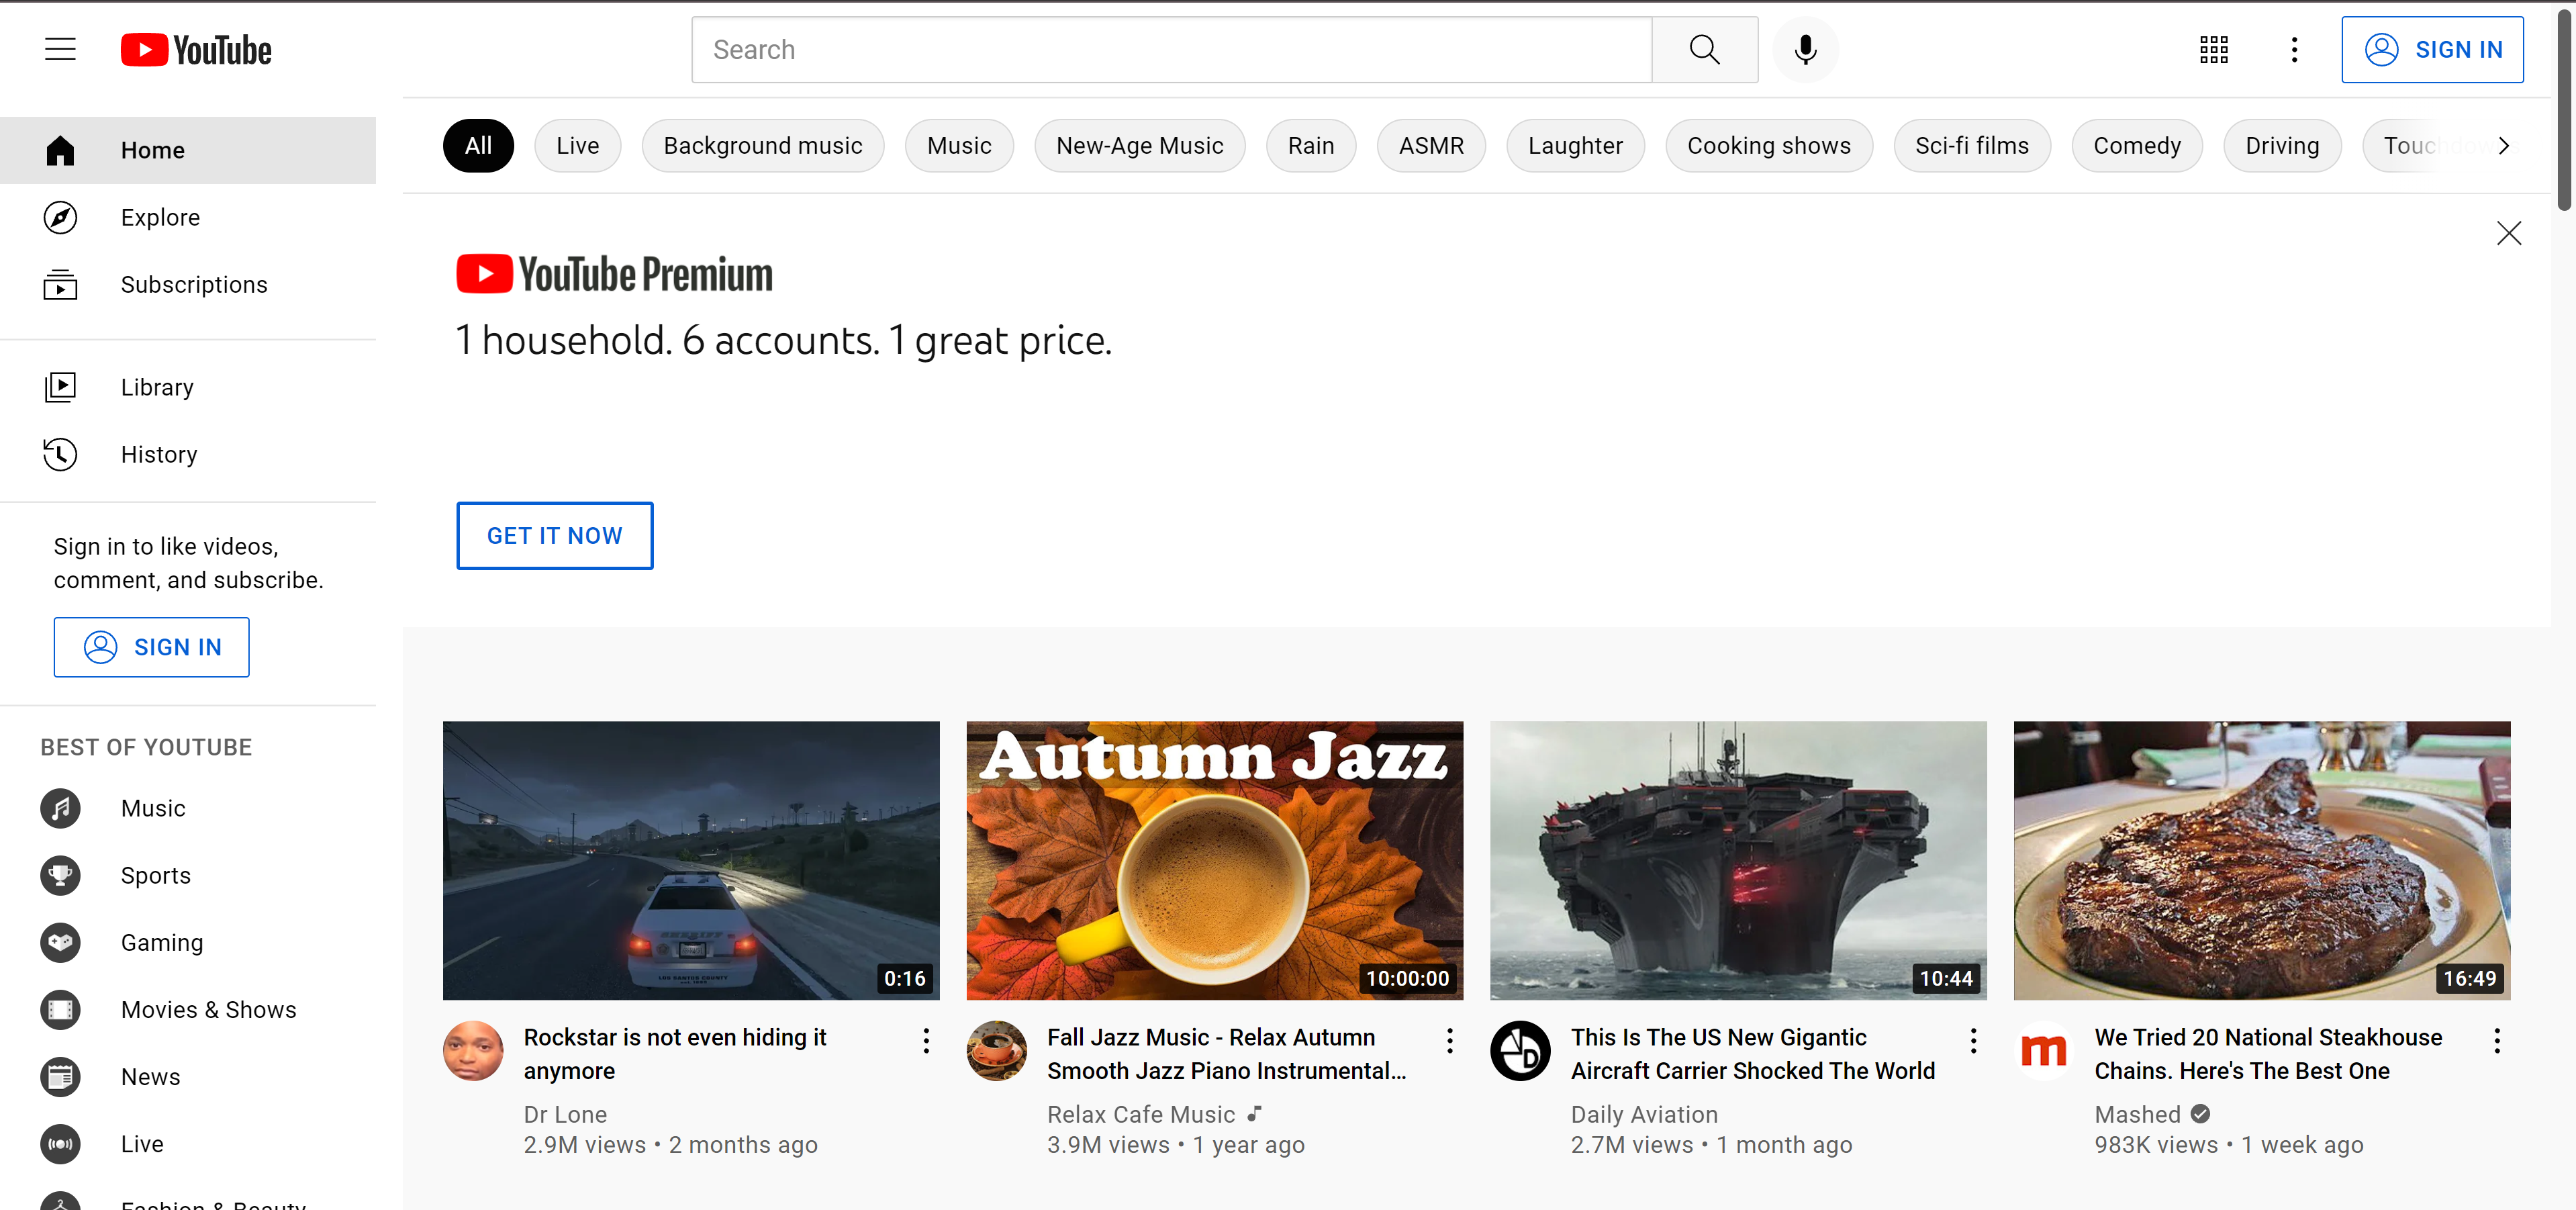 YouTube
Search
SIGN IN
Home
Explore
Subscriptions
Library
History
Sign in to like videos,
comment, and subscribe.
SIGN IN
BEST OF YOUTUBE
Music
Sports
Gaming
Movies & Shows
News
Live
Fashion & Beauty
All
Live
Background music
Music
New-Age Music
Rain
ASMR
Laughter
Cooking shows
Sci-fi films
Comedy
Driving
Touchdown
YouTube Premium
1 household. 6 accounts. 1 great price.
GET IT NOW
SHERIFF
LOS SANTOS COUNTY
0:16
Rockstar is not even hiding it
anymore
Dr Lone
2.9M views • 2 months ago
Autumn Jazz
10:00:00
Fall Jazz Music - Relax Autumn
Smooth Jazz Piano Instrumental...
Relax Cafe Music
3.9M views • 1 year ago
10:44
D
This Is The US New Gigantic
Aircraft Carrier Shocked The World
Daily Aviation
2.7M views • 1 month ago
16:49
m
We Tried 20 National Steakhouse
Chains. Here's The Best One
Mashed
983K views • 1 week ago